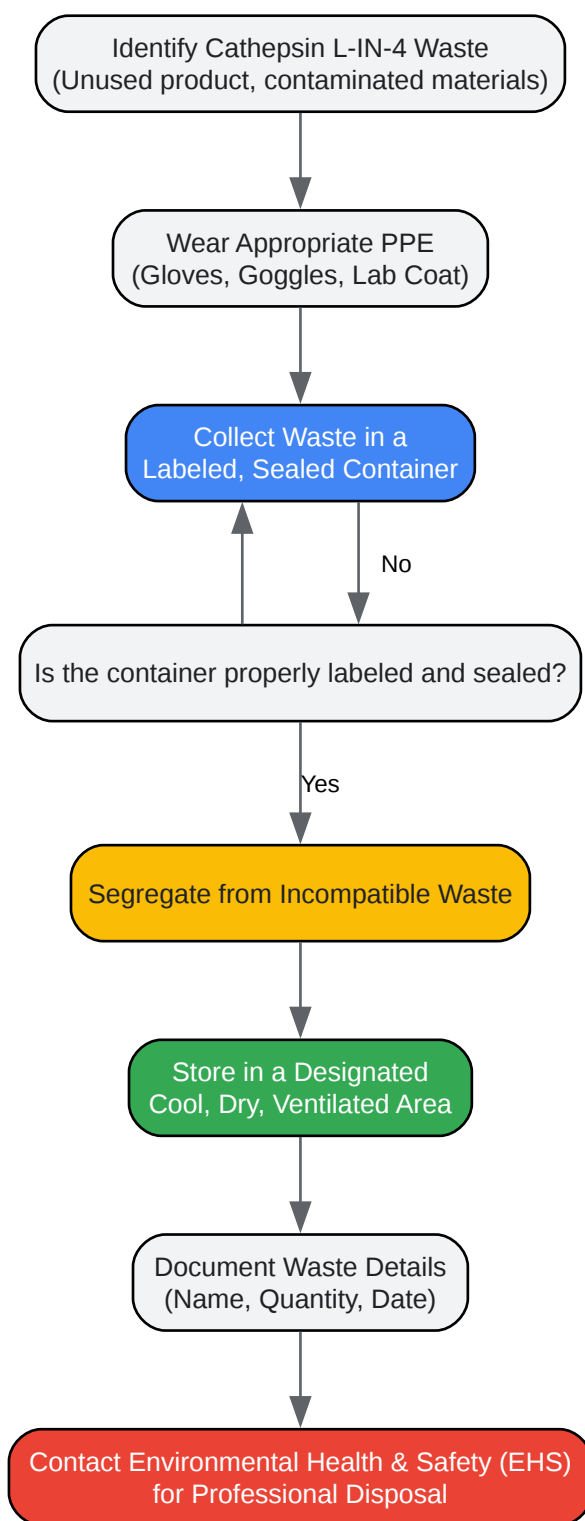 Identify Cathepsin L-IN-4 Waste
(Unused product, contaminated materials)
Wear Appropriate PPE
(Gloves, Goggles, Lab Coat)
Collect Waste in a
Labeled, Sealed Container
No
Is the container properly labeled and sealed?
Yes
Segregate from Incompatible Waste
Store in a Designated
Cool, Dry, Ventilated Area
Document Waste Details
(Name, Quantity, Date)
Contact Environmental Health & Safety (EHS)
for Professional Disposal